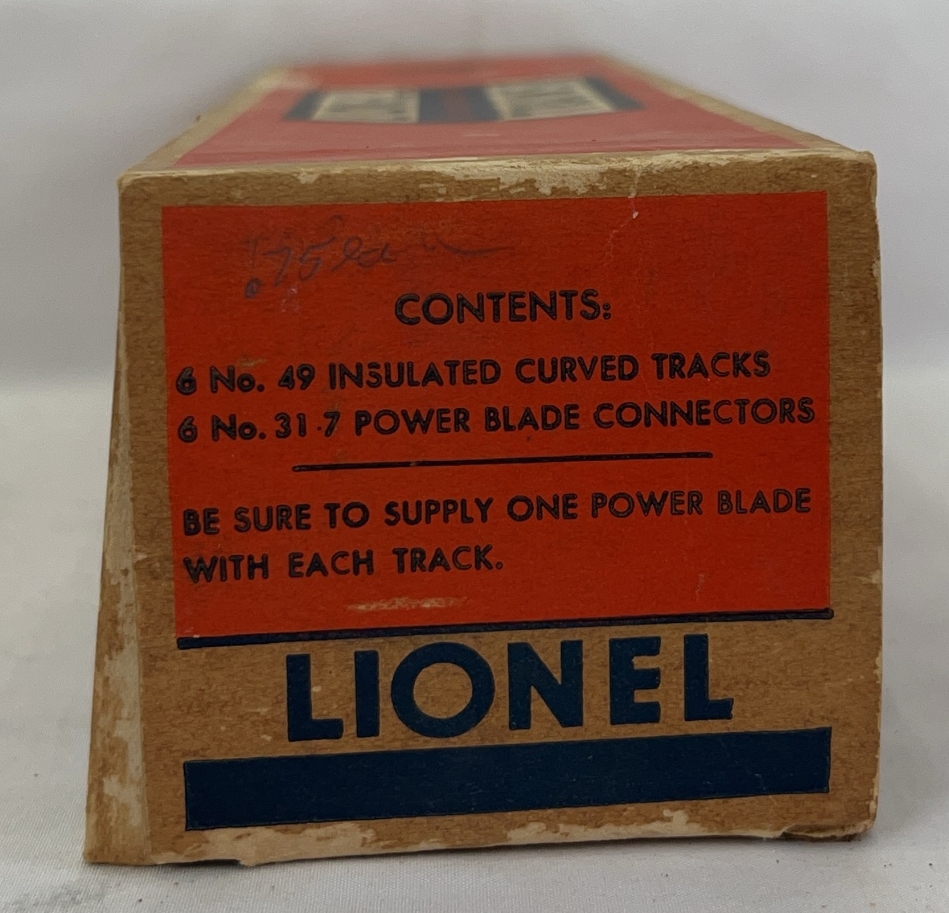 CONTENTS:
6 No. 49 INSULATED CURVED TRACKS
6 No. 31-7 POWER BLADE CONNECTORS
BE SURE TO SUPPLY ONE POWER BLADE
WITH EACH TRACK.
LIONEL